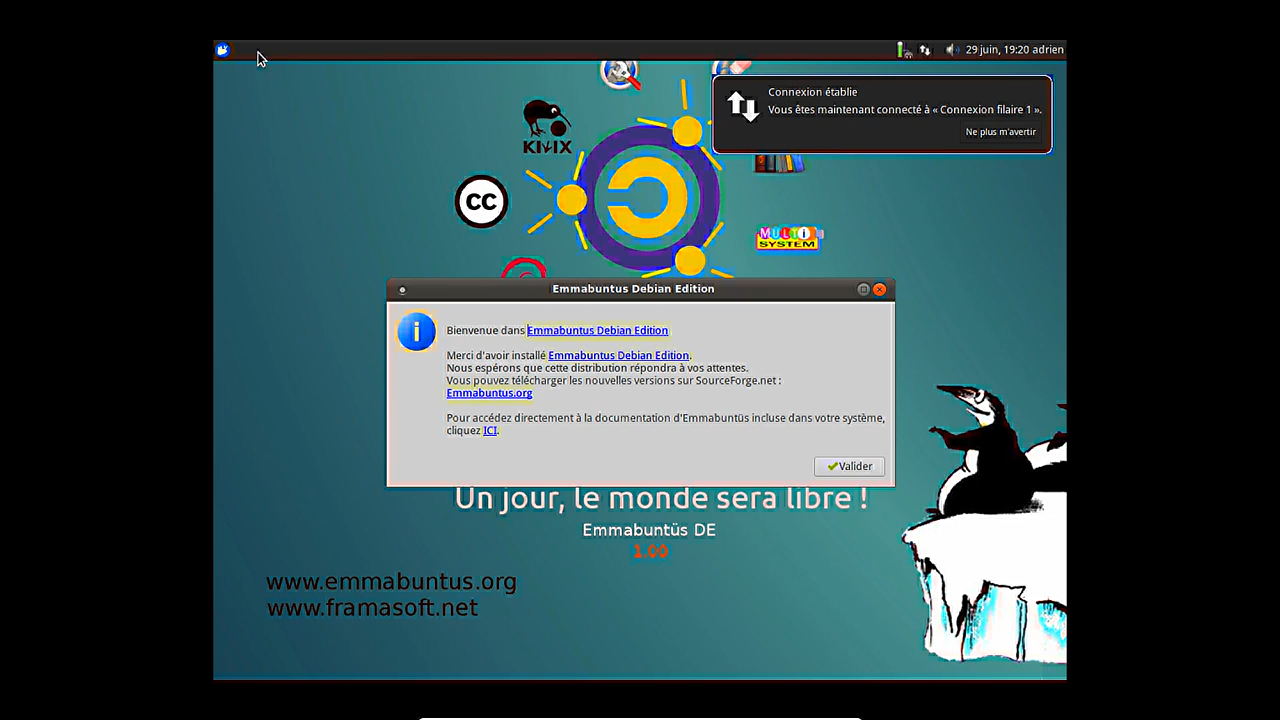 29 juin, 19:20 adrien
Connexion établie
Vous êtes maintenant connecté à « Connexion filaire 1 ».
Ne plus m'avertir
KIWIX
cc
MULTi
SYSTEM
Emmabuntus Debian Edition
i
Bienvenue dans Emmabuntus Debian Edition
Merci d'avoir installé Emmabuntus Debian Edition.
Nous espérons que cette distribution répondra à vos attentes.
Vous pouvez télécharger les nouvelles versions sur SourceForge.net :
Emmabuntus.org
Pour accédez directement à la documentation d'Emmabuntüs incluse dans votre système,
cliquez ICI.
Valider
Un jour, le monde sera libre !
Emmabuntüs DE
1.00
www.emmabuntus.org
www.framasoft.net